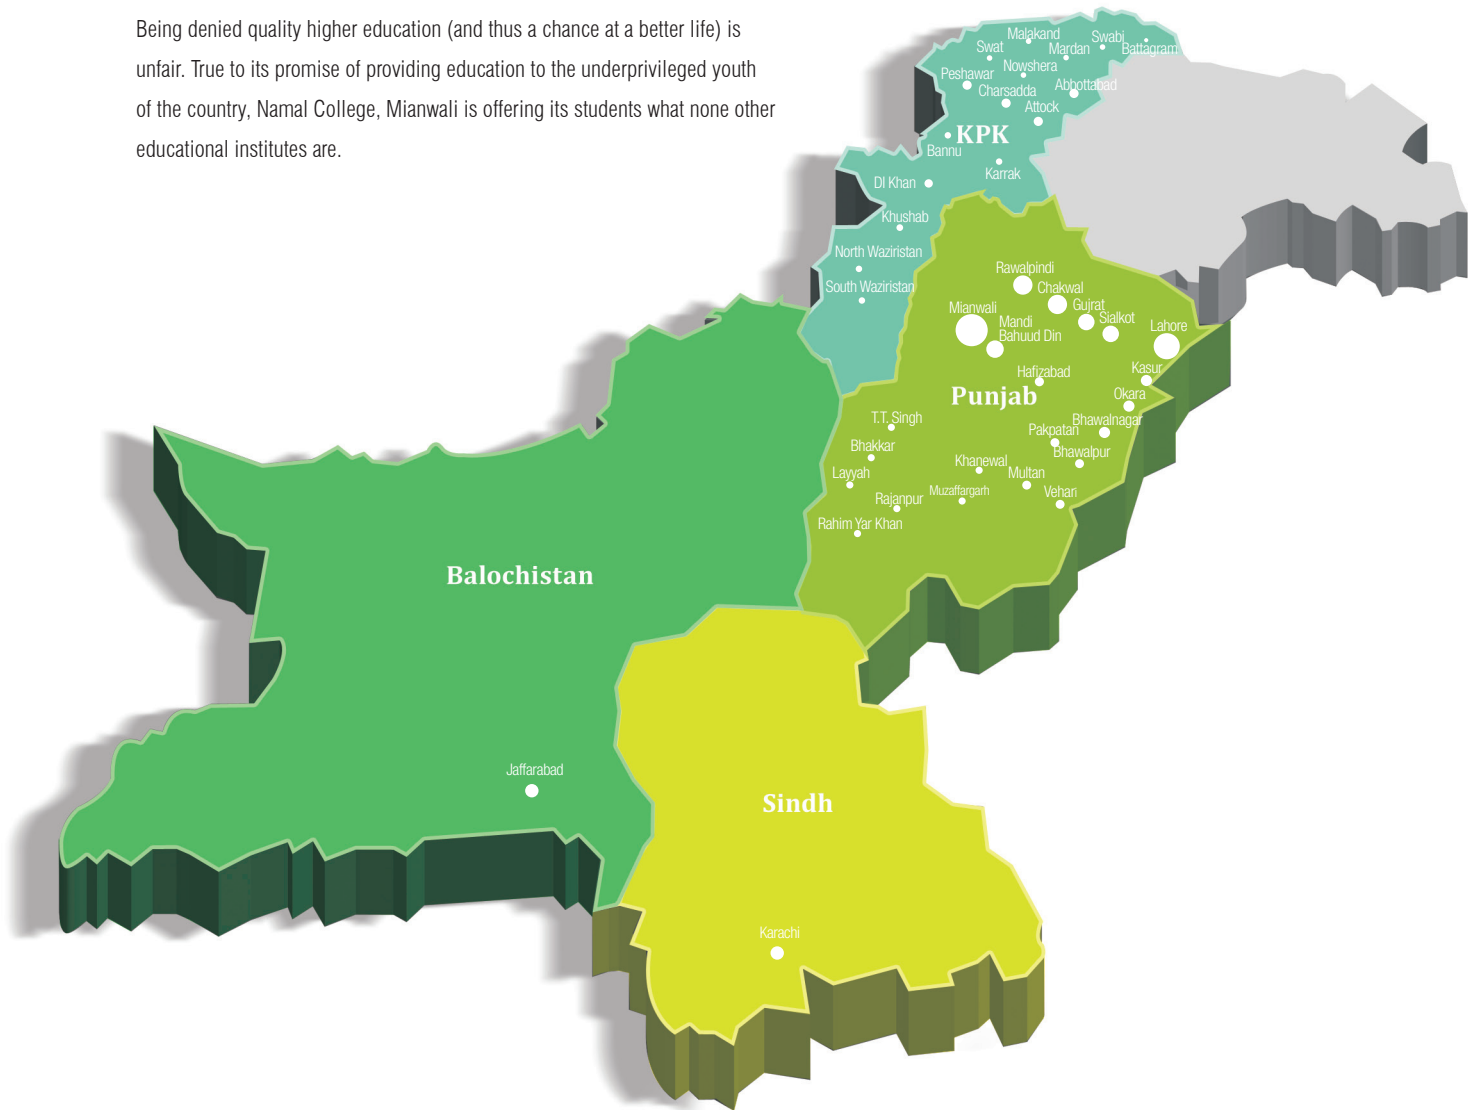 Being denied quality higher education (and thus a chance at a better life) is
unfair. True to its promise of providing education to the underprivileged youth
of the country, Namal College, Mianwali is offering its students what none other
educational institutes are.
Malakand
Swabi
Swat
Mardan
Battagram
Nowshera
Peshawar
Abbottabad
Charsadda
Attock
KPK
Bannu
Karrak
DI Khan
Khushab
North Waziristan
South Waziristan
Rawalpindi
Chakwal
Mianwali
Gujrat
Mandi
Bahuud Din
Sialkot
Lahore
Hafizabad
Kasur
Punjab
Okara
T.T. Singh
Bhawalnagar
Pakpatan
Bhakkar
Bhawalpur
Khanewal
Layyah
Multan
Muzaffargarh
Vehari
Rajanpur
Rahim Yar Khan
Balochistan
Jaffarabad
Sindh
Karachi